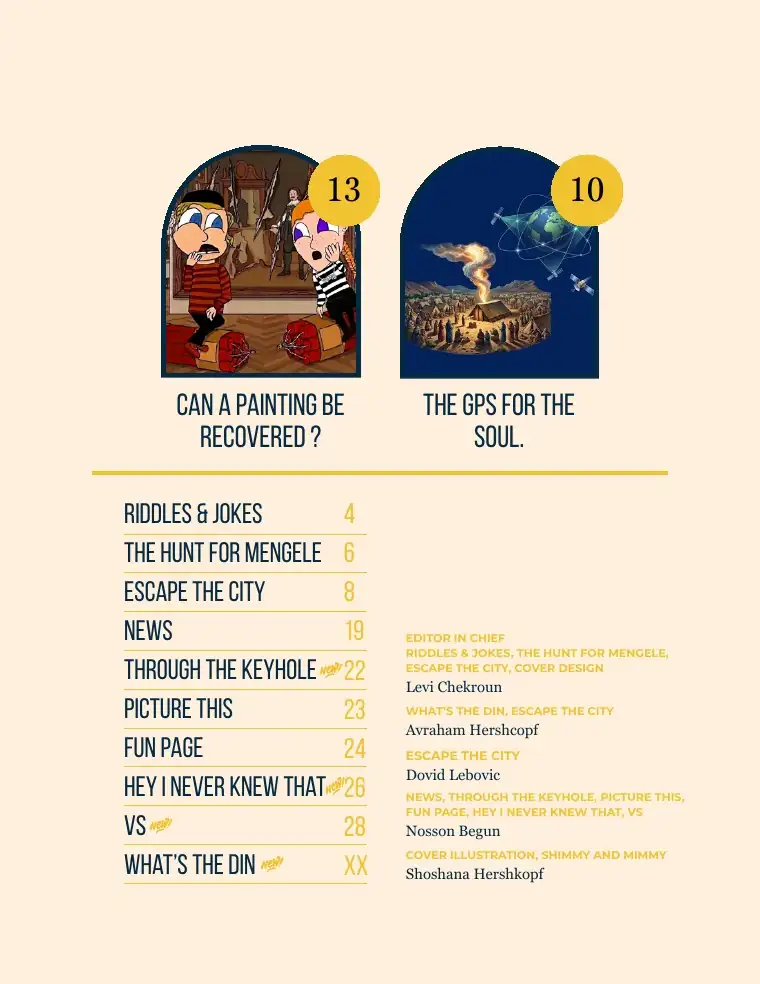 13
10
CAN A PAINTING BE
RECOVERED ?
THE GPS FOR THE
SOUL.
RIDDLES & JOKES 4
THE HUNT FOR MENGELE 6
ESCAPE THE CITY 8
NEWS 19
THROUGH THE KEYHOLE NEW! 22
PICTURE THIS 23
FUN PAGE 24
HEY I NEVER KNEW THAT NEW! 26
VS NEW! 28
WHAT'S THE DIN NEW! XX
EDITOR IN CHIEF
RIDDLES & JOKES, THE HUNT FOR MENGELE,
ESCAPE THE CITY, COVER DESIGN
Levi Chekroun
WHAT'S THE DIN, ESCAPE THE CITY
Avraham Hershcopf
ESCAPE THE CITY
Dovid Lebovic
NEWS, THROUGH THE KEYHOLE, PICTURE THIS,
FUN PAGE, HEY I NEVER KNEW THAT, VS
Nosson Begun
COVER ILLUSTRATION, SHIMMY AND MIMMY
Shoshana Hershkopf